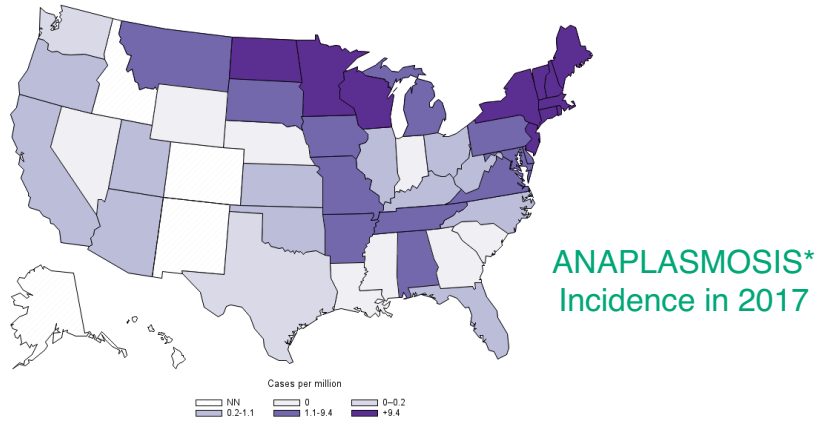 ANAPLASMOSIS*
Incidence in 2017
Cases per million
NN 0 0-0.2
0.2-1.1 1.1-9.4 +9.4